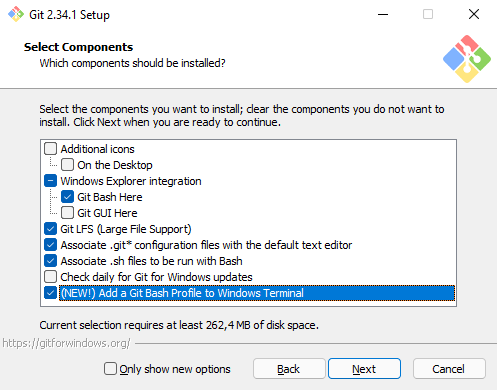 Git 2.34.1 Setup
Select Components
Which components should be installed?
Select the components you want to install; clear the components you do not want to
install. Click Next when you are ready to continue.
Additional icons
On the Desktop
Windows Explorer integration
Git Bash Here
Git GUI Here
Git LFS (Large File Support)
Associate .git* configuration files with the default text editor
Associate .sh files to be run with Bash
Check daily for Git for Windows updates
(NEW!) Add a Git Bash Profile to Windows Terminal
Current selection requires at least 262,4 MB of disk space.
https://gitforwindows.org/
Only show new options
Back
Next
Cancel